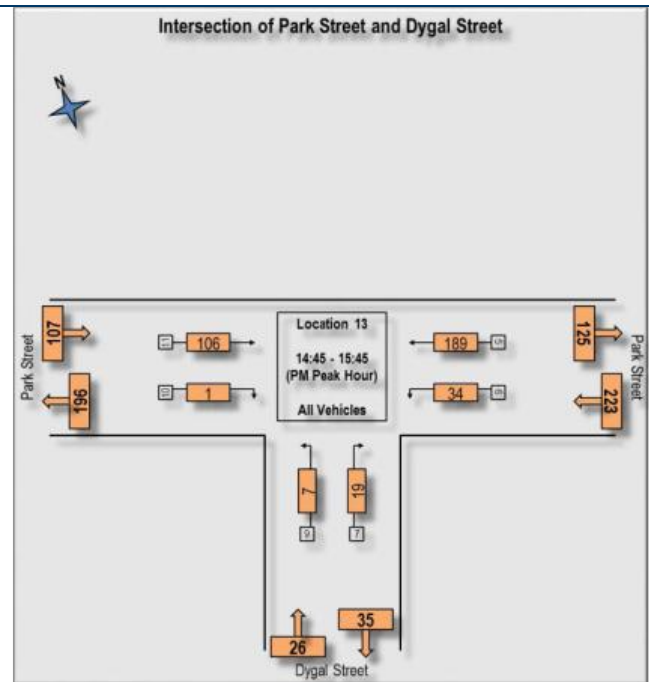 Intersection of Park Street and Dygal Street
N
107
11
106
Location 13
189
5
125
Park Street
Park Street
14:45 - 15:45
(PM Peak Hour)
196
10
1
34
6
223
All Vehicles
7
19
9
7
35
26
Dygal Street